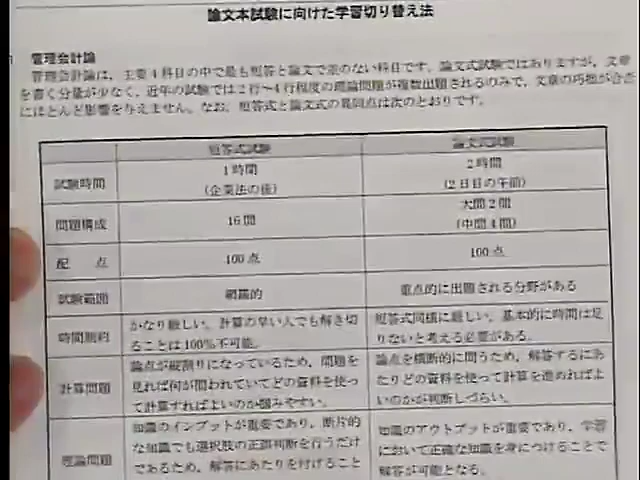 論文本試験に向けた学習切り替え法
管理会計論
管理会計論は、主要4科目の中で最も短答と論文で差のない科目です。論文式試験ではありますが、文章
を書く分量が少なく、近年の試験では2行〜4行程度の理論問題が複数出題されるのみで、文章の巧拙が合否
にほとんど影響を与えません。なお、短答式と論文式の異同点は次のとおりです。
短答式試験 論文式試験
試験時間 1時間 (企業法の後) 2時間 (2日目の午前)
問題構成 16問 大問2問 (中問4問)
配 点 100点 100点
試験範囲 網羅的 重点的に出題される分野がある
時間制約 かなり厳しい。計算の早い人でも解き切
ることは100%不可能。
短答式同様に厳しい。基本的に時間は足
りないと考える必要がある。
計算問題 論点が縦割りになっているため、問題を
見れば何が問われていてどの資料を使っ
て計算すればよいのか掴みやすい。
論点を横断的に問うため、解答するにあ
たりどの資料を使って計算を進めればよ
いのかが判断しづらい。
理論問題 知識のインプットが重要であり、断片的
な知識でも選択肢の正誤判断を行うだけ
であるため、解答にあたりを付けること
知識のアウトプットが重要であり、学習
において正確な知識を身につけることで
解答が可能となる。